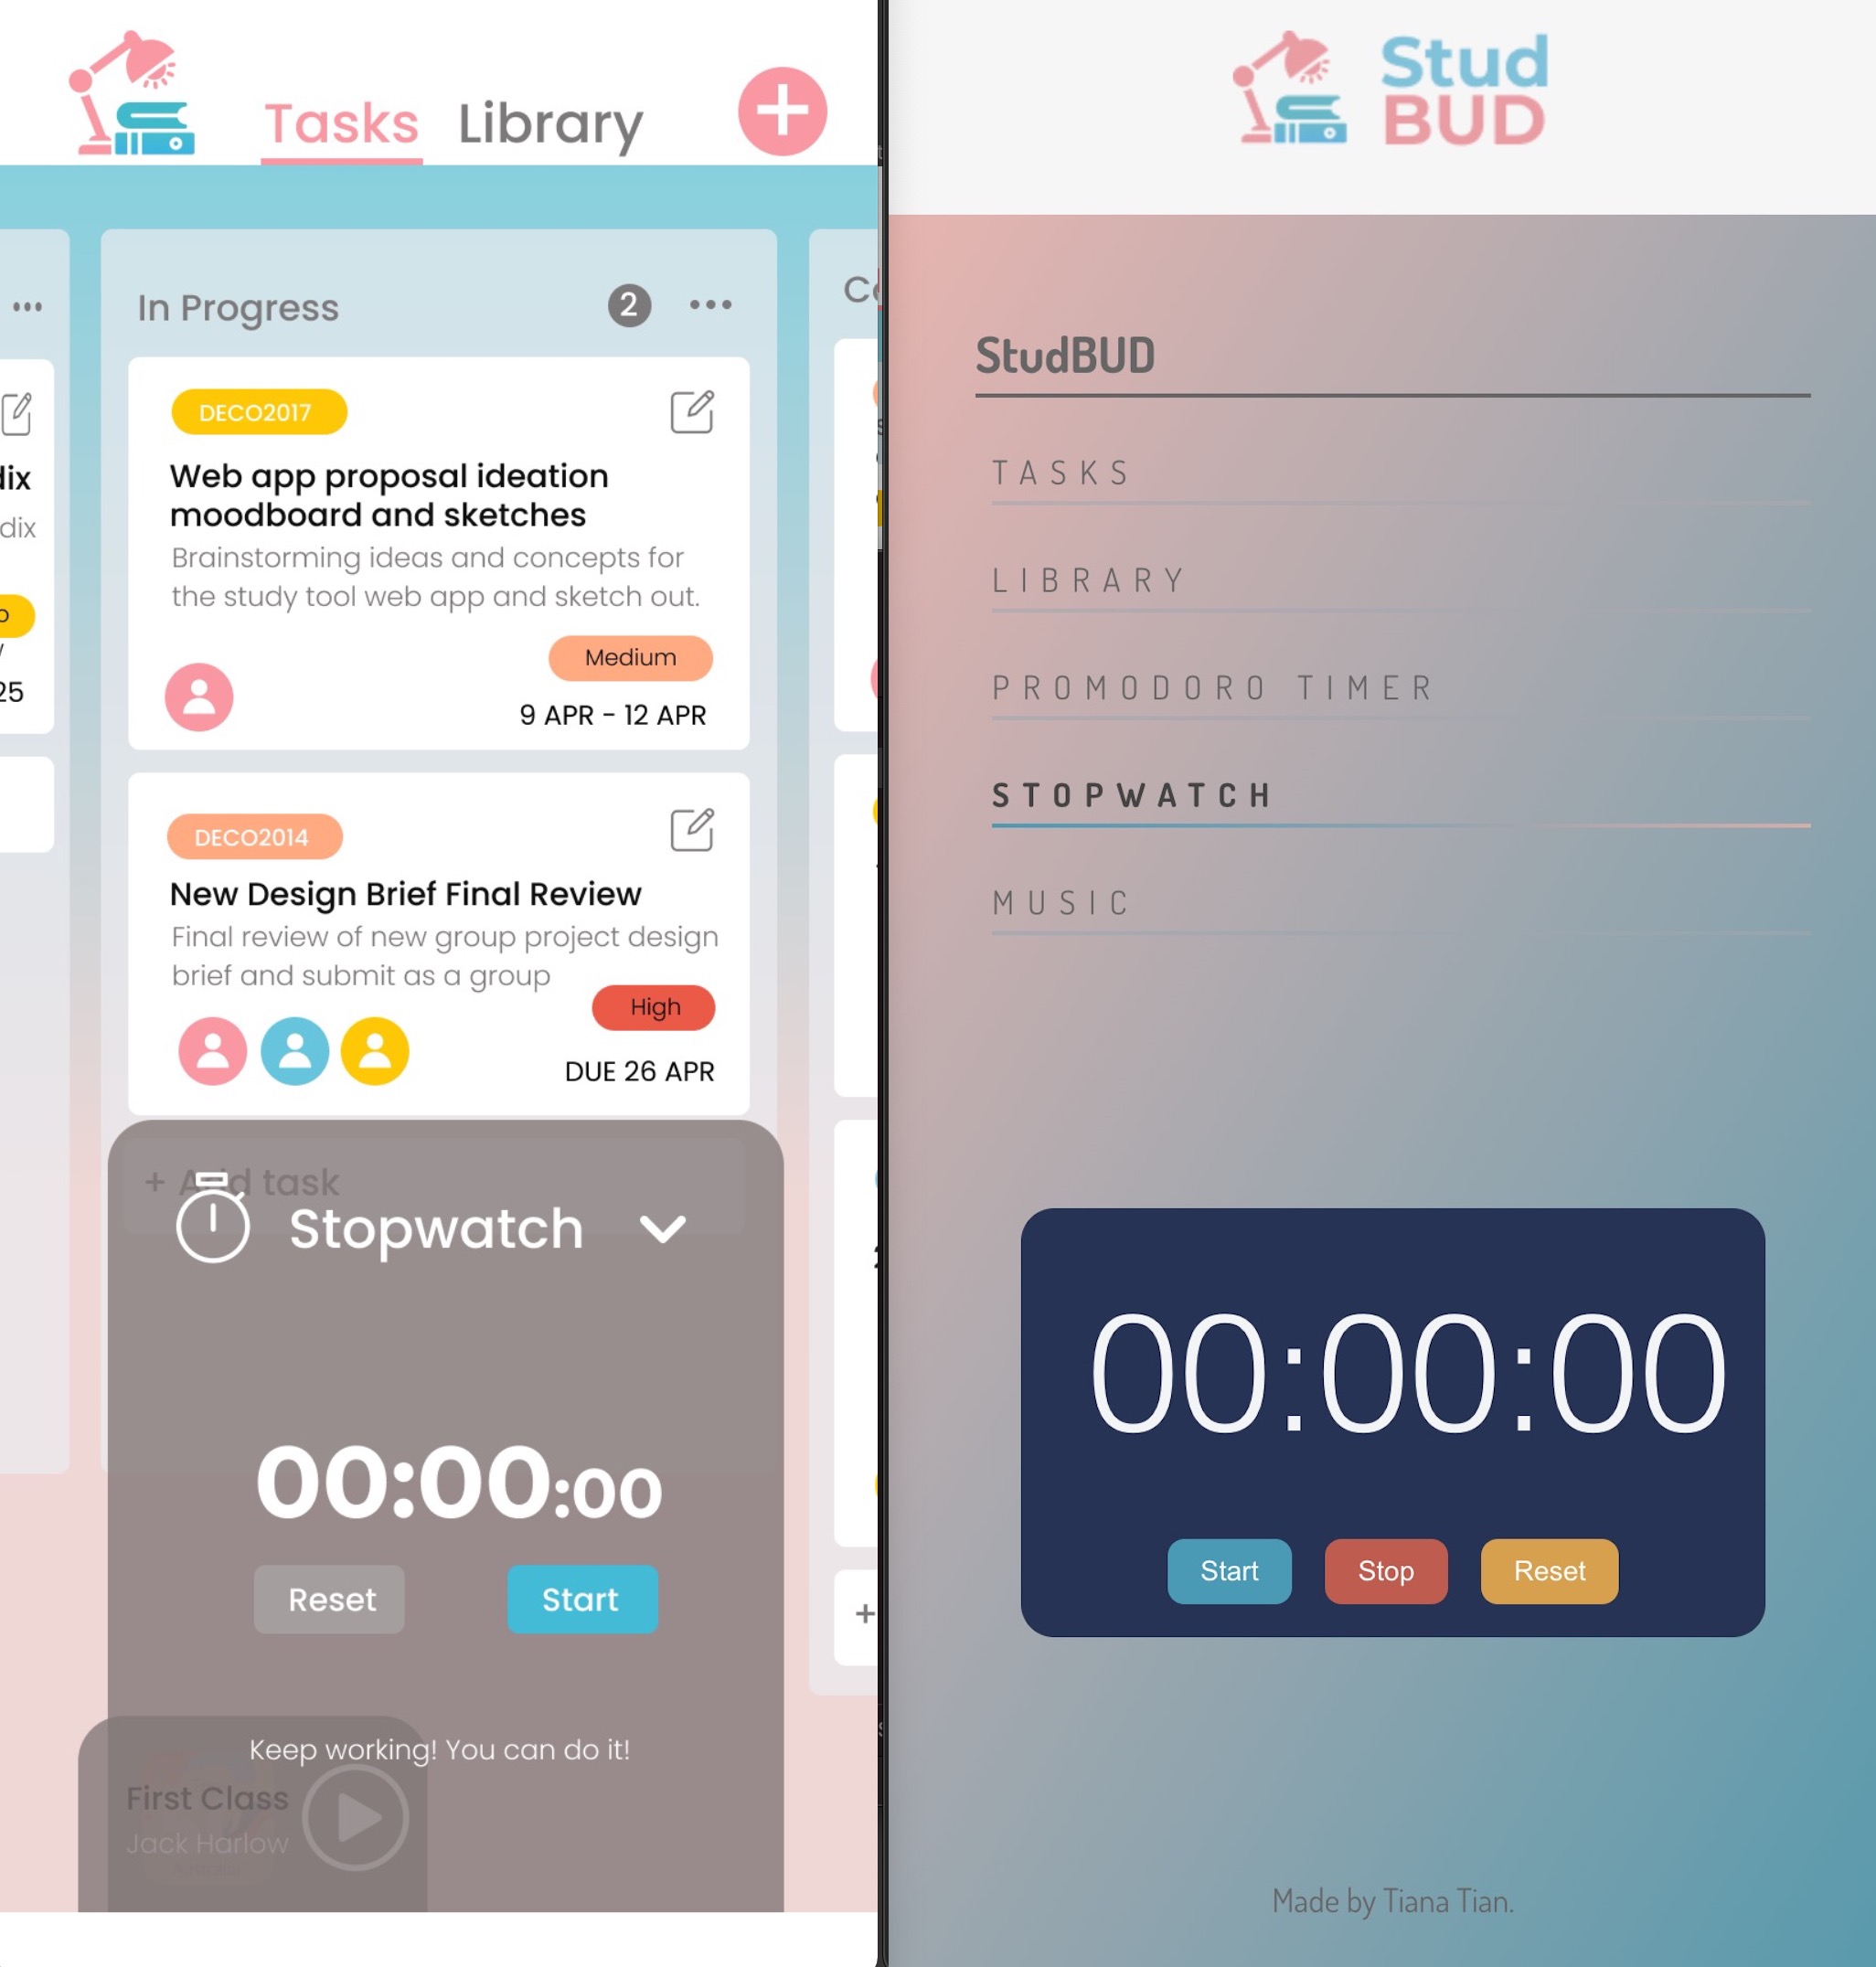 Tasks Library
In Progress 2
DECO2017
Web app proposal ideation
moodboard and sketches
Brainstorming ideas and concepts for
the study tool web app and sketch out.
Medium
9 APR - 12 APR
DECO2014
New Design Brief Final Review
Final review of new group project design
brief and submit as a group
High
DUE 26 APR
+ Add task
Stopwatch
00:00:00
Reset Start
Keep working! You can do it!
First Class
Jack Harlow
dix
dix
25
Stud
BUD
StudBUD
TASKS
LIBRARY
PROMODORO TIMER
STOPWATCH
MUSIC
00:00:00
Start Stop Reset
Made by Tiana Tian.